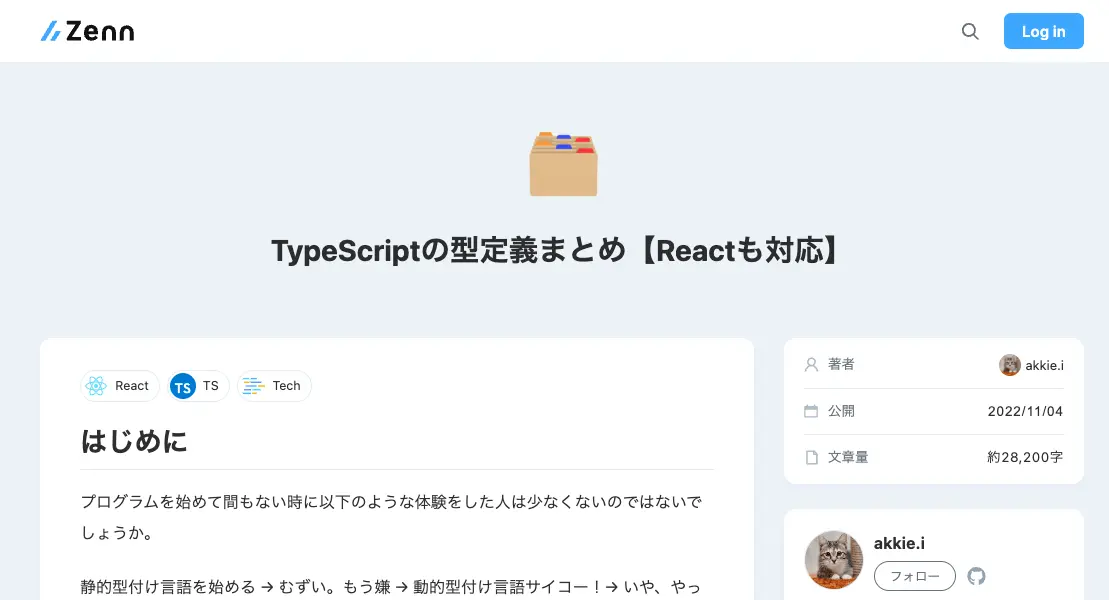 Zenn
Log in
TypeScriptの型定義まとめ【Reactも対応】
React
TS TS
Tech
はじめに
プログラムを始めて間もない時に以下のような体験をした人は少なくないのではないで
しょうか。
静的型付け言語を始める → むずい。もう嫌 → 動的型付け言語サイコー！→ いや、やっ
著者 akkie.i
公開 2022/11/04
文章量 約28,200字
akkie.i
フォロー